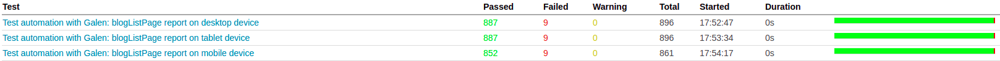 Test Passed Failed Warning Total Started Duration
Test automation with Galen: blogListPage report on desktop device 887 9 0 896 17:52:47 0s
Test automation with Galen: blogListPage report on tablet device 887 9 0 896 17:53:34 0s
Test automation with Galen: blogListPage report on mobile device 852 9 0 861 17:54:17 0s